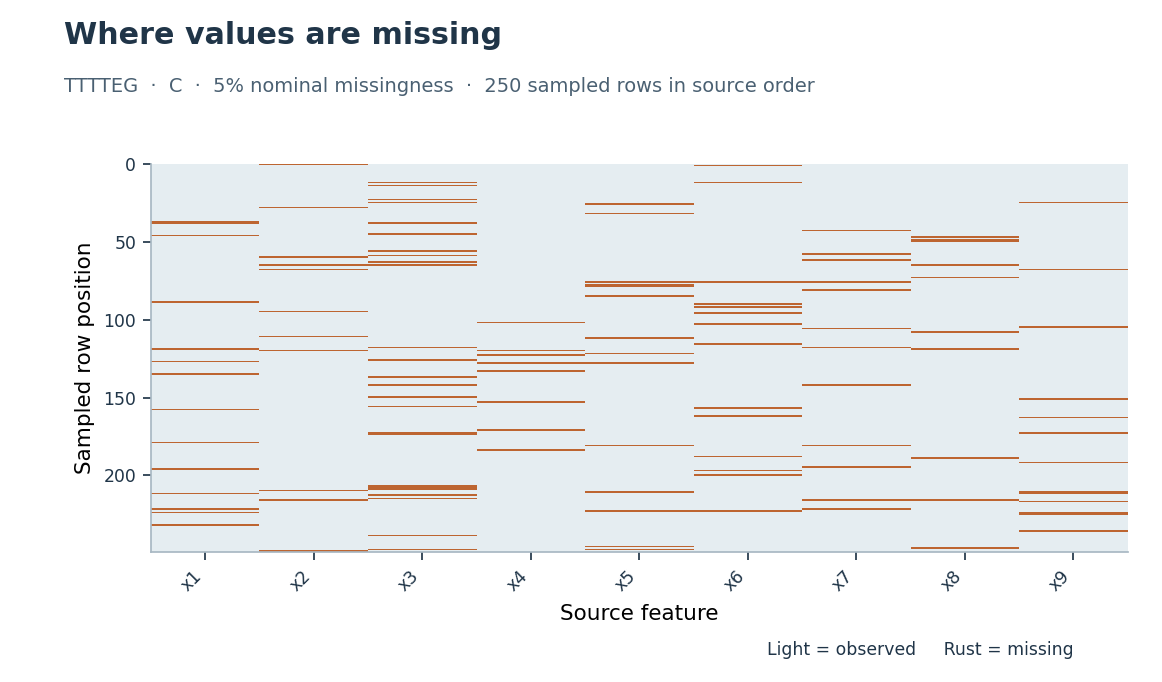 Where values are missing
TTTTEG · C · 5% nominal missingness · 250 sampled rows in source order
0
50
100
150
200
Sampled row position
x1 x2 x3 x4 x5 x6 x7 x8 x9
Source feature
Light = observed Rust = missing